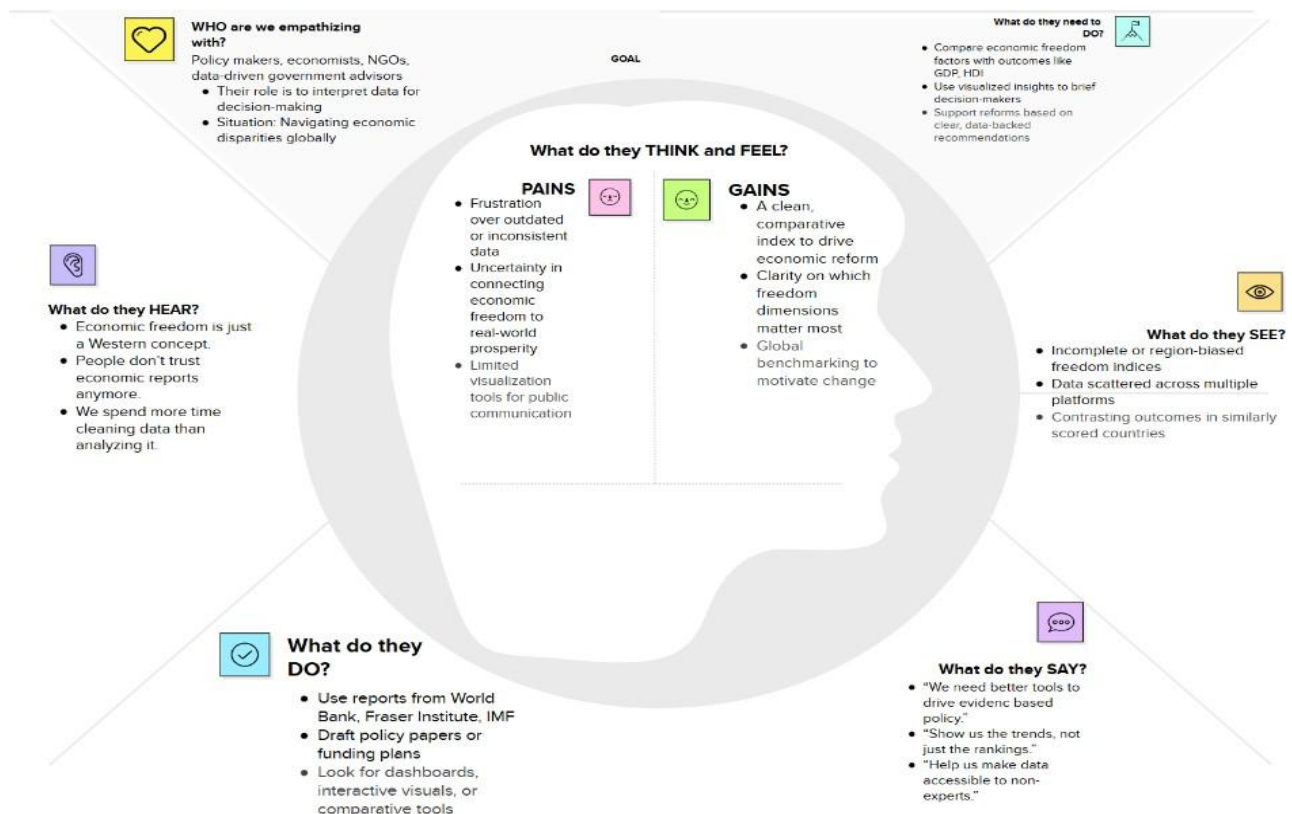 WHO are we empathizing
with?
Policy makers, economists, NGOs,
data-driven government advisors
• Their role is to interpret data for
decision-making
• Situation: Navigating economic
disparities globally
GOAL
What do they need to
DO?
• Compare economic freedom
factors with outcomes like
GDP, HDI
• Use visualized insights to brief
decision-makers
• Support reforms based on
clear, data-backed
recommendations
What do they THINK and FEEL?
PAINS
• Frustration
over outdated
or inconsistent
data
• Uncertainty in
connecting
economic
freedom to
real-world
prosperity
• Limited
visualization
tools for public
communication
GAINS
• A clean,
comparative
index to drive
economic reform
• Clarity on which
freedom
dimensions
matter most
• Global
benchmarking to
motivate change
What do they HEAR?
• Economic freedom is just
a Western concept.
• People don't trust
economic reports
anymore.
• We spend more time
cleaning data than
analyzing it.
What do they SEE?
• Incomplete or region-biased
freedom indices
• Data scattered across multiple
platforms
• Contrasting outcomes in similarly
scored countries
What do they
DO?
• Use reports from World
Bank, Fraser Institute, IMF
• Draft policy papers or
funding plans
• Look for dashboards,
interactive visuals, or
comparative tools
What do they SAY?
• "We need better tools to
drive evidenc based
policy."
• "Show us the trends, not
just the rankings."
• "Help us make data
accessible to non-
experts."